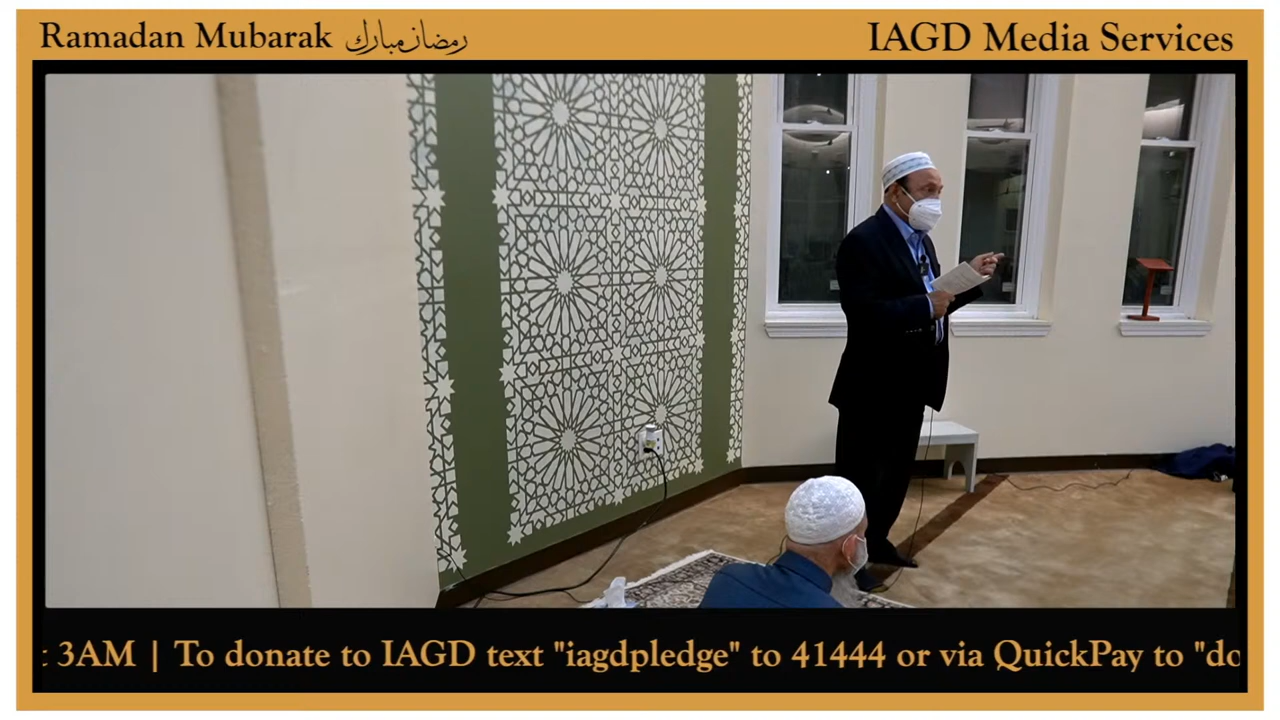 Ramadan Mubarak رمضان مبارك
IAGD Media Services
3AM | To donate to IAGD text "iagdpledge" to 41444 or via QuickPay to "do